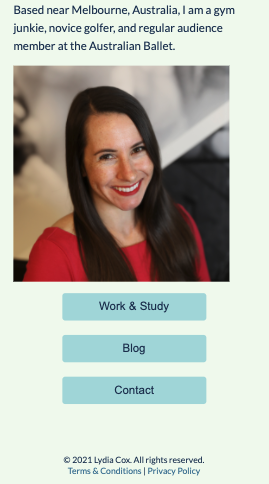 Based near Melbourne, Australia, I am a gym
junkie, novice golfer, and regular audience
member at the Australian Ballet.
Work & Study
Blog
Contact
© 2021 Lydia Cox. All rights reserved.
Terms & Conditions | Privacy Policy